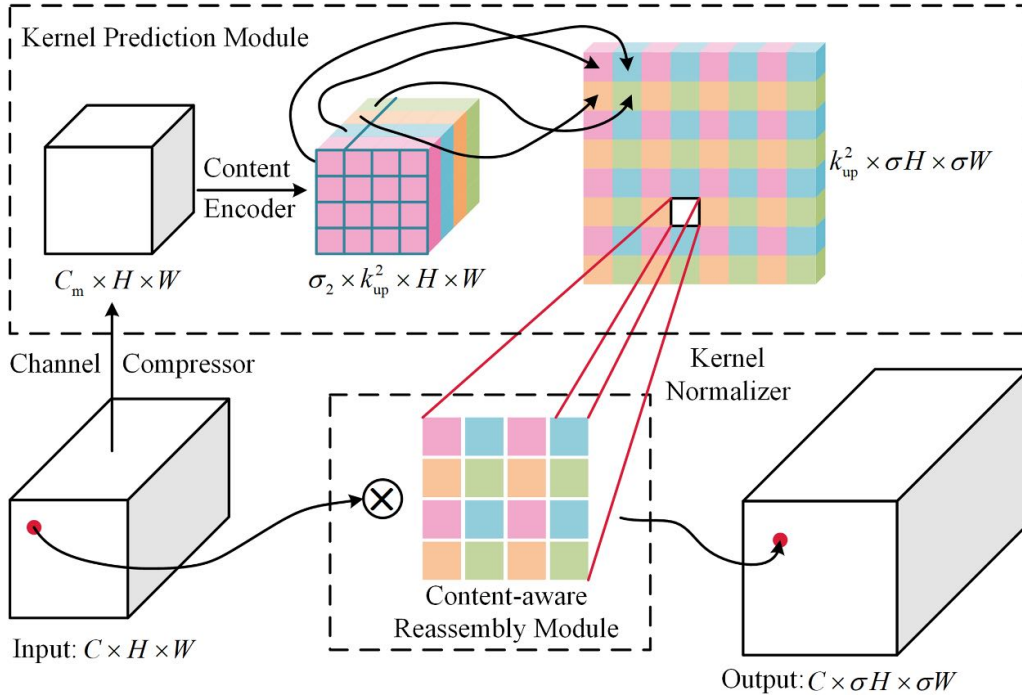 Kernel Prediction Module
Content
Encoder
C_m × H × W
σ_2 × k_up^2 × H × W
k_up^2 × σH × σW
Channel Compressor
Kernel
Normalizer
Content-aware
Reassembly Module
Input: C × H × W
Output: C × σH × σW